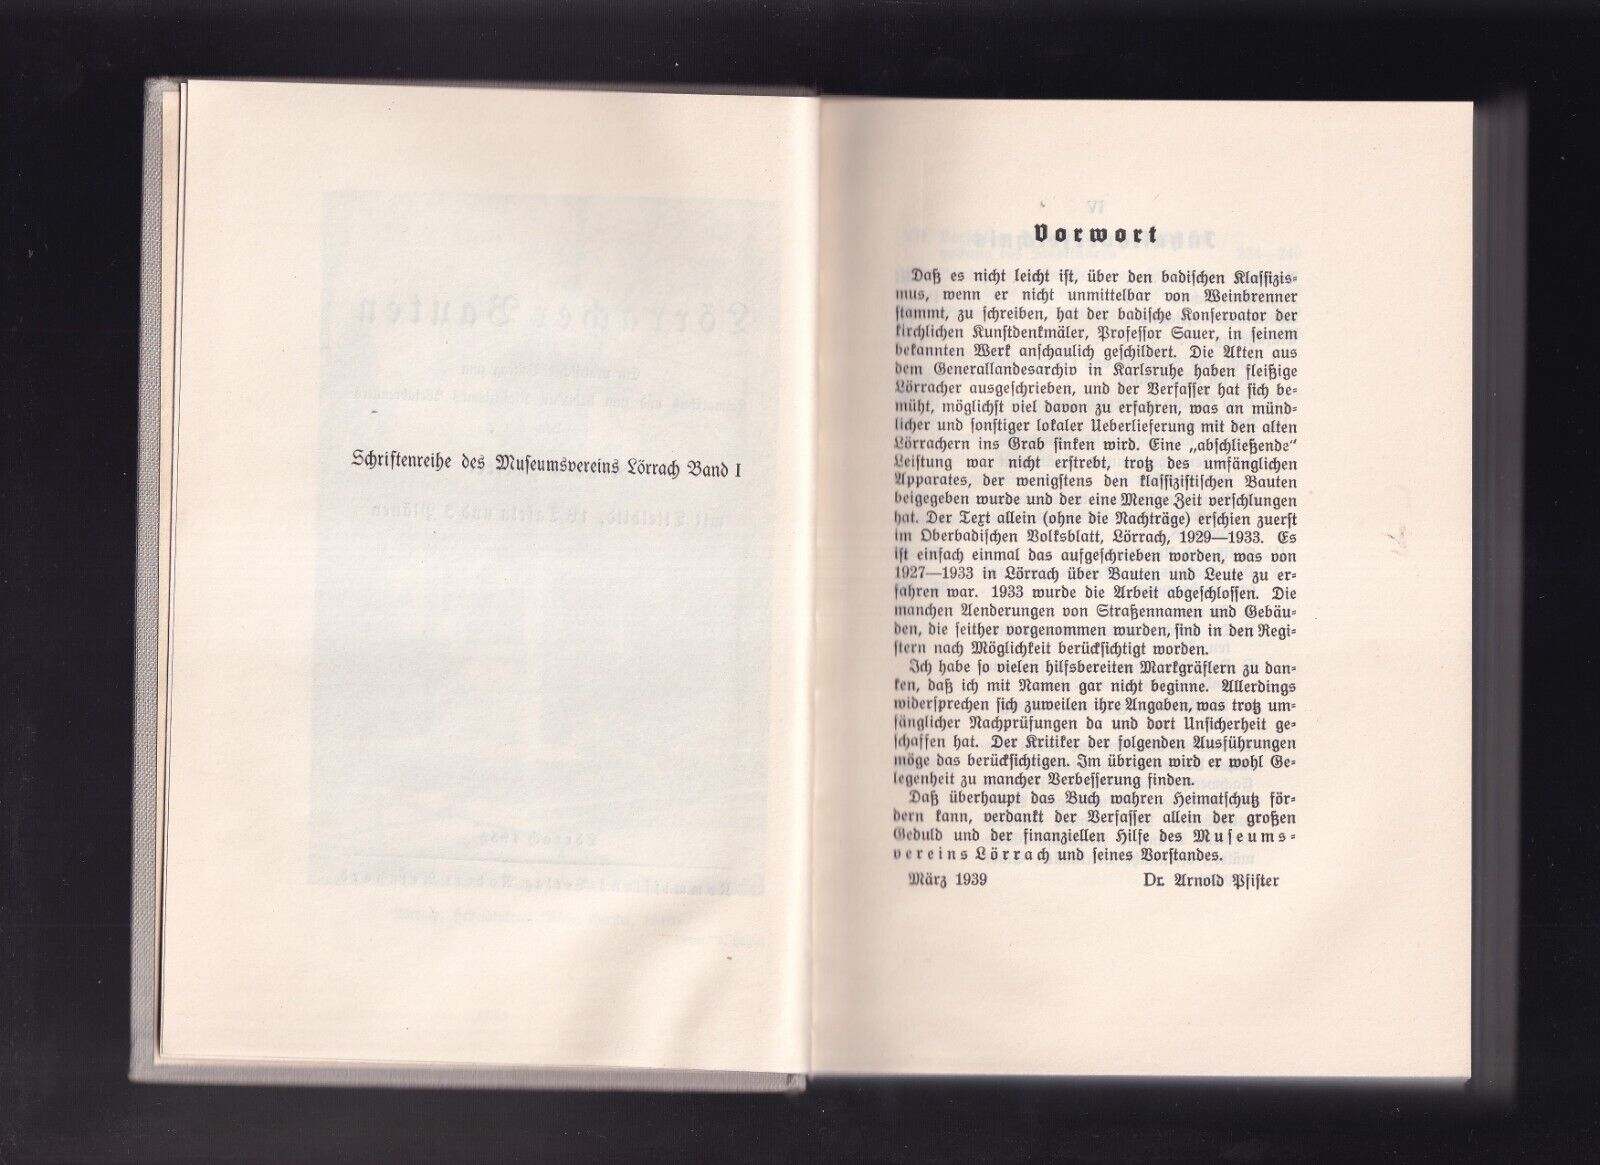 Schriftenreihe des Museumsvereins Lörrach Band I
Vorwort
Daß es nicht leicht ist, über den badischen Klassizis-
mus, wenn er nicht unmittelbar von Weinbrenner
stammt, zu schreiben, hat der badische Konservator der
kirchlichen Kunstdenkmäler, Professor Sauer, in seinem
bekannten Werk anschaulich geschildert. Die Akten aus
dem Generallandesarchiv in Karlsruhe haben fleißige
Lörracher ausgeschrieben, und der Verfasser hat sich be-
müht, möglichst viel davon zu erfahren, was an münd-
licher und sonstiger lokaler Ueberlieferung mit den alten
Lörrachern ins Grab sinken wird. Eine „abschließende“
Leistung war nicht erstrebt, trotz des umfänglichen
Apparates, der wenigstens den klassizistischen Bauten
beigegeben wurde und der eine Menge Zeit verschlungen
hat. Der Text allein (ohne die Nachträge) erschien zuerst
im Oberbadischen Volksblatt, Lörrach, 1929—1933. Es
ist einfach einmal das aufgeschrieben worden, was von
1927—1933 in Lörrach über Bauten und Leute zu er-
fahren war. 1933 wurde die Arbeit abgeschlossen. Die
manchen Aenderungen von Straßennamen und Gebäu-
den, die seither vorgenommen wurden, sind in den Regi-
stern nach Möglichkeit berücksichtigt worden.
Ich habe so vielen hilfsbereiten Markgräflern zu dan-
ken, daß ich mit Namen gar nicht beginne. Allerdings
widersprechen sich zuweilen ihre Angaben, was trotz um-
fänglicher Nachprüfungen da und dort Unsicherheit ge-
schaffen hat. Der Kritiker der folgenden Ausführungen
möge das berücksichtigen. Im übrigen wird er wohl Ge-
legenheit zu mancher Verbesserung finden.
Daß überhaupt das Buch wahren Heimatschutz för-
dern kann, verdankt der Verfasser allein der großen
Geduld und der finanziellen Hilfe des Museums-
vereins Lörrach und seines Vorstandes.
März 1939 Dr. Arnold Pfister